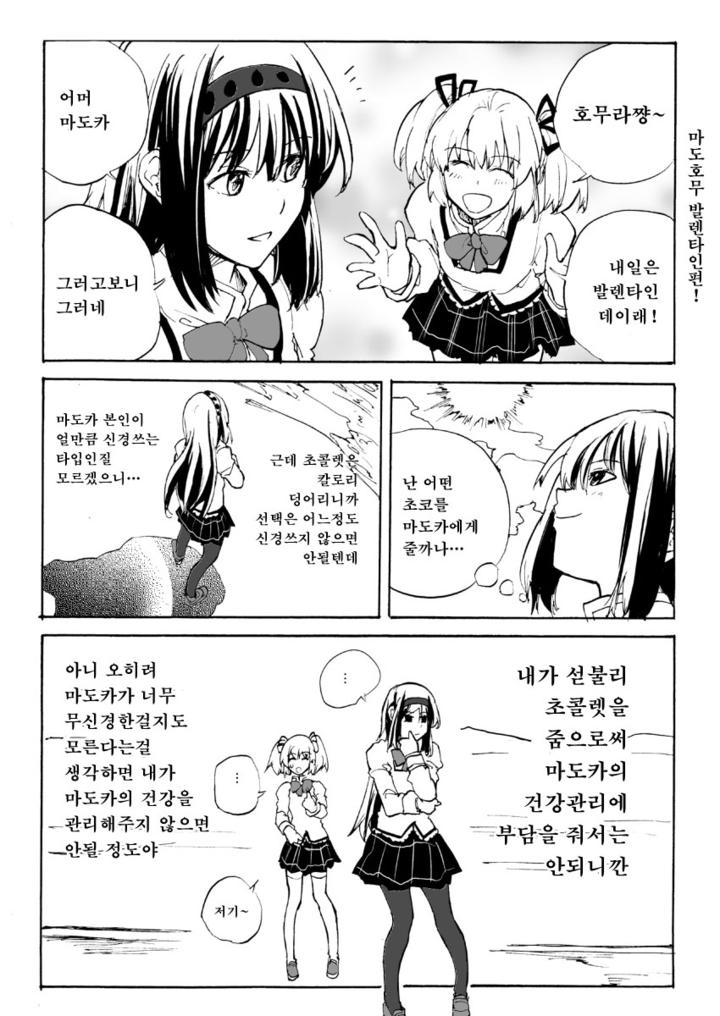 마도호무 발렌타인편!
호무라쨩~
내일은
발렌타인
데이래!
어머
마도카
그러고보니
그러네
난 어떤
초코를
마도카에게
줄까나…
근데 초콜렛은
칼로리
덩어리니까
선택은 어느정도
신경쓰지 않으면
안될텐데
마도카 본인이
얼만큼 신경쓰는
타입인질
모르겠으니…
내가 섣불리
초콜렛을
줌으로써
마도카의
건강관리에
부담을 줘서는
안되니깐
…
…
저기~
아니 오히려
마도카가 너무
무신경한걸지도
모른다는걸
생각하면 내가
마도카의 건강을
관리해주지 않으면
안될 정도야